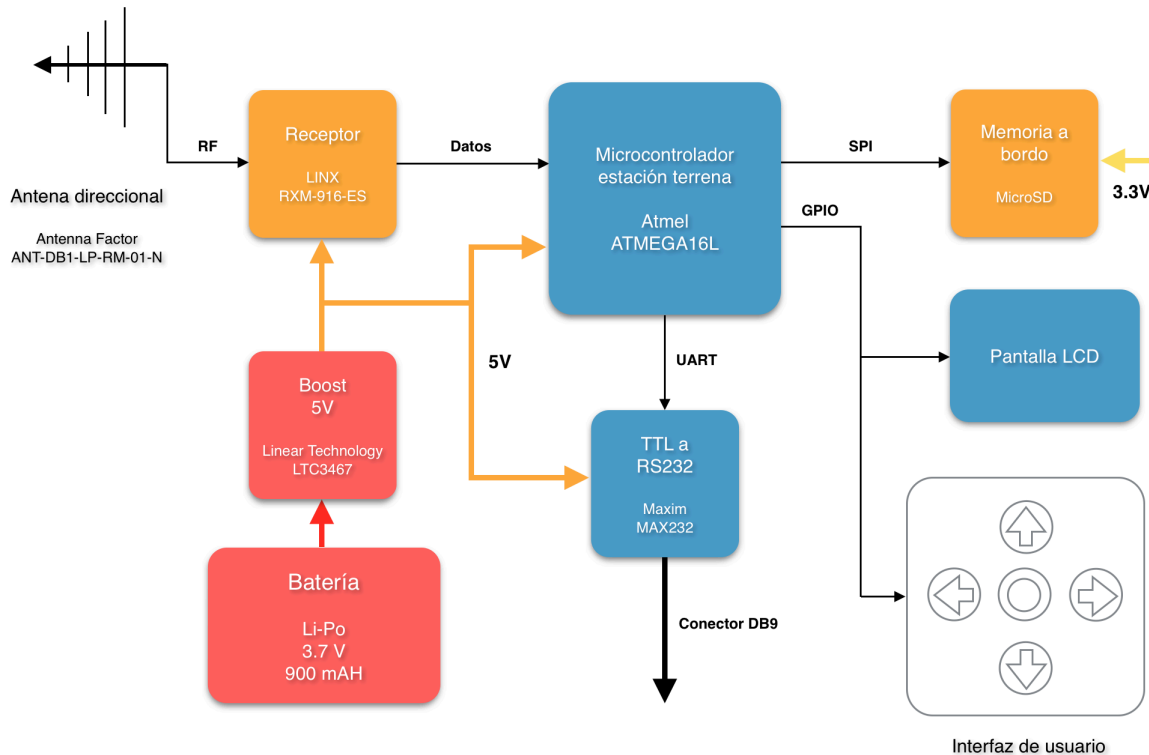 Antena direccional
Antenna Factor
ANT-DB1-LP-RM-01-N
RF
Receptor
LINX
RXM-916-ES
Datos
Microcontrolador
estación terrena
Atmel
ATMEGA16L
SPI
GPIO
Memoria a
bordo
MicroSD
3.3V
Boost
5V
Linear Technology
LTC3467
5V
UART
Pantalla LCD
TTL a
RS232
Maxim
MAX232
Batería
Li-Po
3.7 V
900 mAH
Conector DB9
Interfaz de usuario